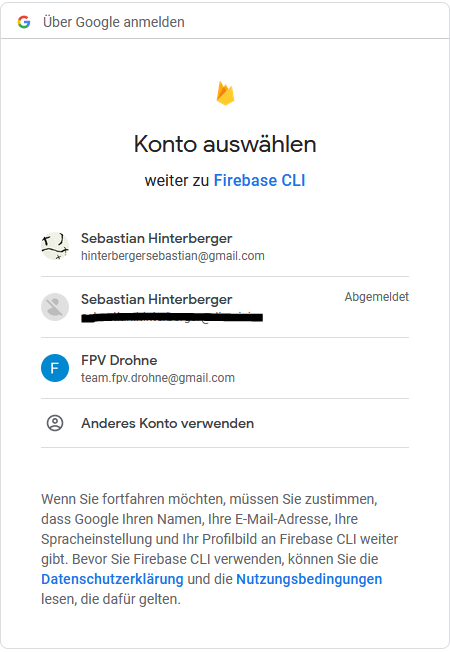 Über Google anmelden
Konto auswählen
weiter zu Firebase CLI
Sebastian Hinterberger
hinterbergersebastian@gmail.com
Sebastian Hinterberger
Abgemeldet
F
FPV Drohne
team.fpv.drohne@gmail.com
Anderes Konto verwenden
Wenn Sie fortfahren möchten, müssen Sie zustimmen,
dass Google Ihren Namen, Ihre E-Mail-Adresse, Ihre
Spracheinstellung und Ihr Profilbild an Firebase CLI weiter
gibt. Bevor Sie Firebase CLI verwenden, können Sie die
Datenschutzerklärung und die Nutzungsbedingungen
lesen, die dafür gelten.